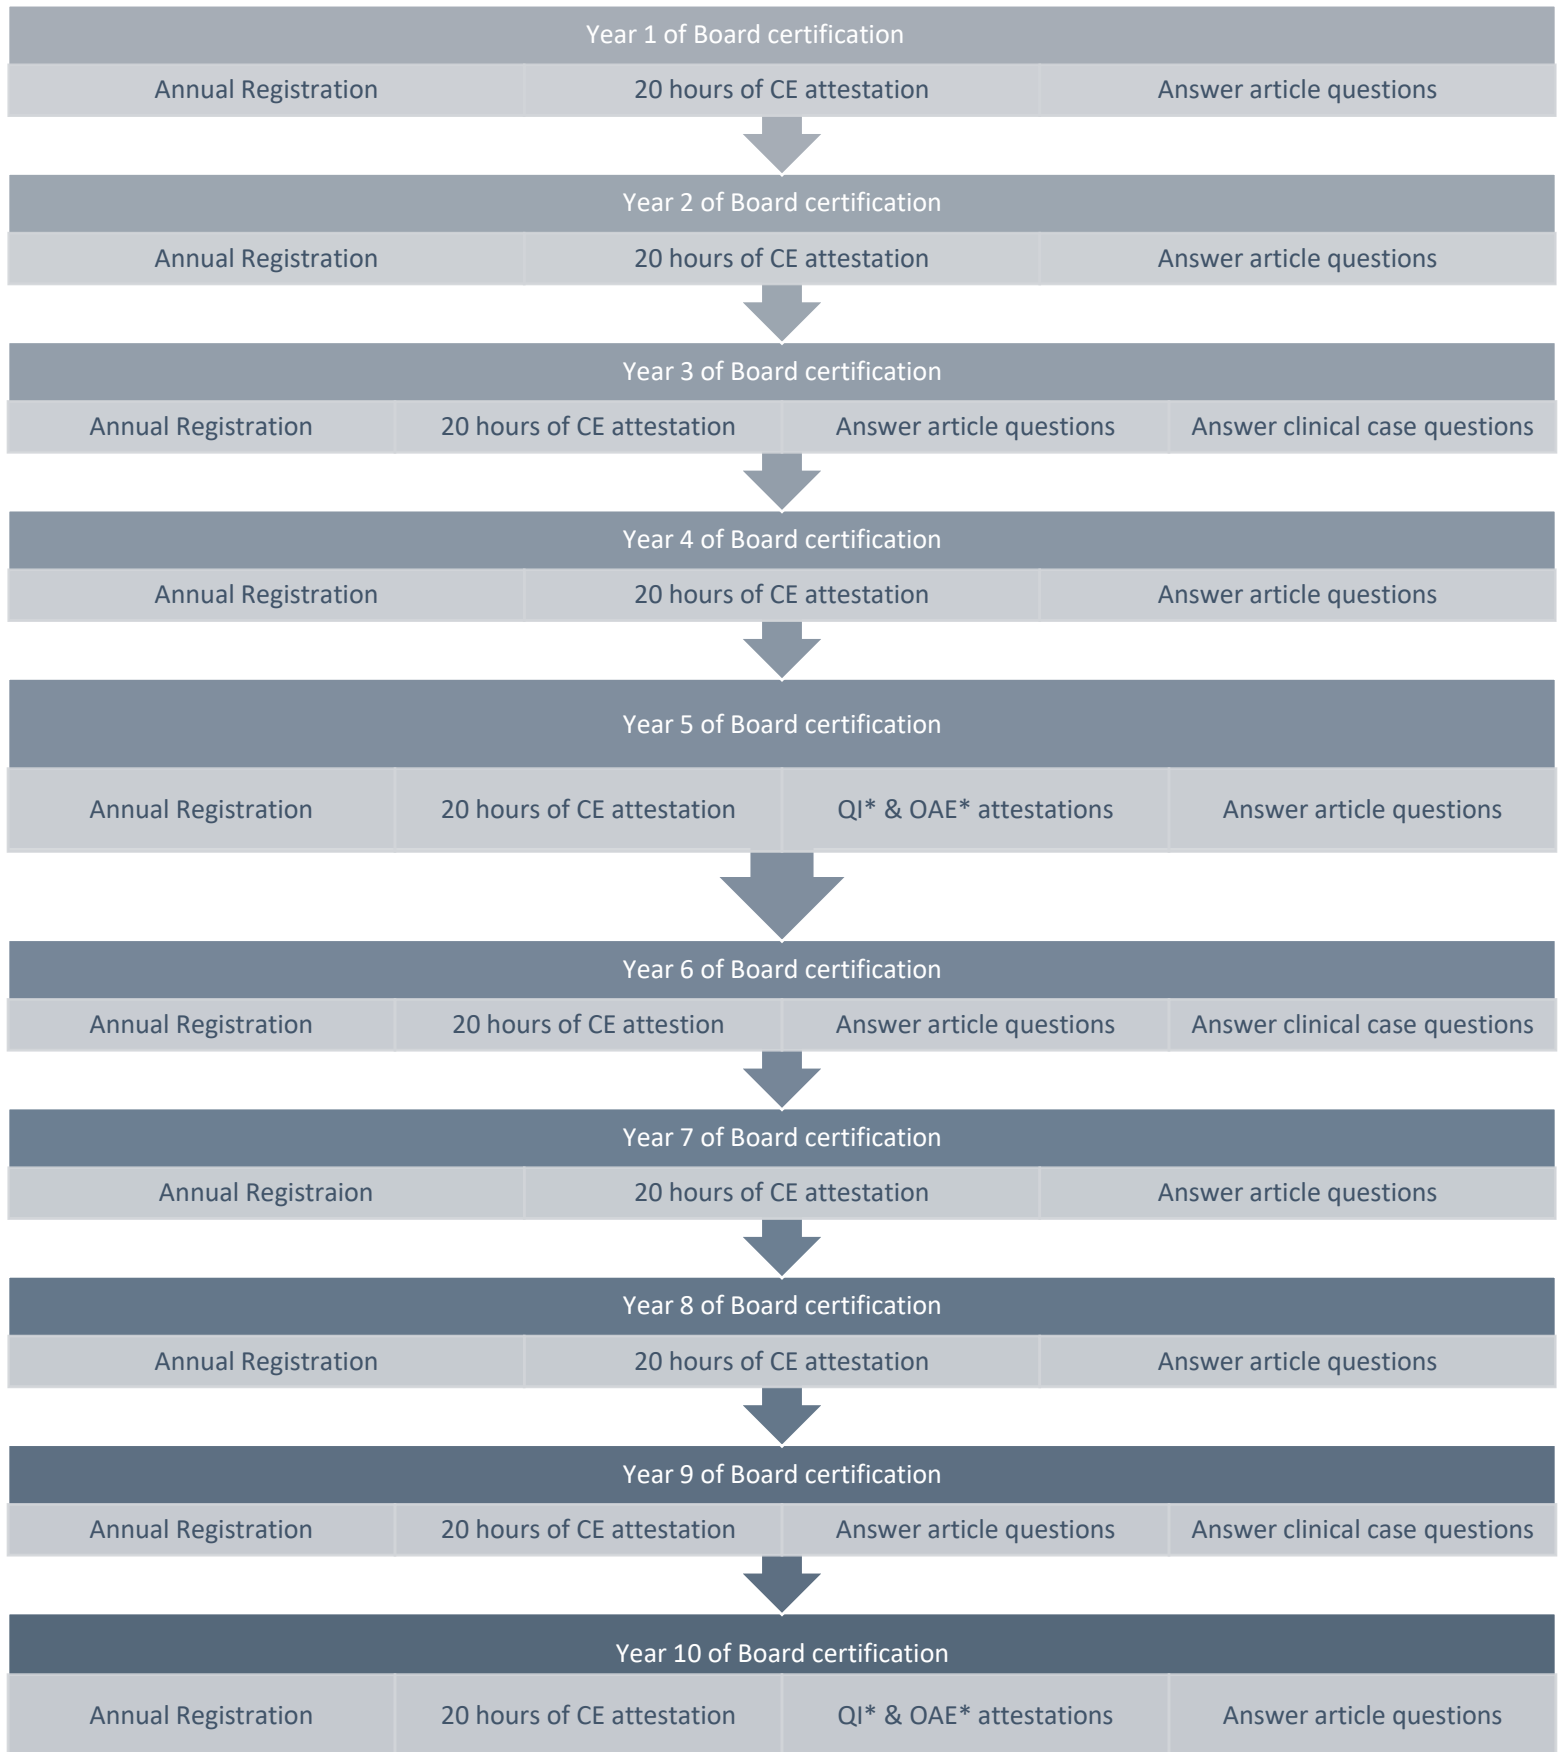 Year 1 of Board certification
Annual Registration 20 hours of CE attestation Answer article questions
Year 2 of Board certification
Annual Registration 20 hours of CE attestation Answer article questions
Year 3 of Board certification
Annual Registration 20 hours of CE attestation Answer article questions Answer clinical case questions
Year 4 of Board certification
Annual Registration 20 hours of CE attestation Answer article questions
Year 5 of Board certification
Annual Registration 20 hours of CE attestation QI* & OAE* attestations Answer article questions
Year 6 of Board certification
Annual Registration 20 hours of CE attestion Answer article questions Answer clinical case questions
Year 7 of Board certification
Annual Registraion 20 hours of CE attestation Answer article questions
Year 8 of Board certification
Annual Registration 20 hours of CE attestation Answer article questions
Year 9 of Board certification
Annual Registration 20 hours of CE attestation Answer article questions Answer clinical case questions
Year 10 of Board certification
Annual Registration 20 hours of CE attestation QI* & OAE* attestations Answer article questions